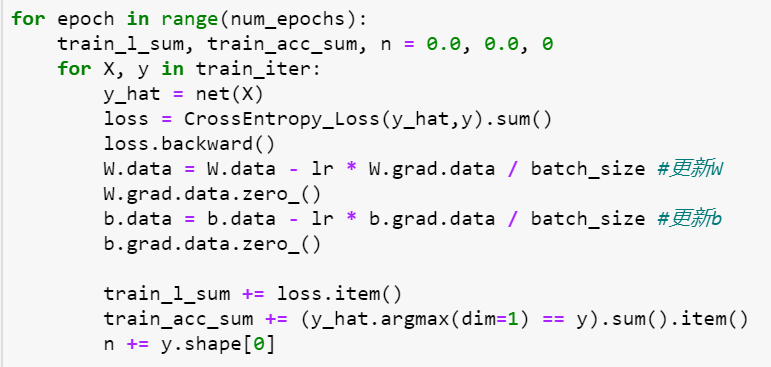 for epoch in range(num_epochs):
    train_l_sum, train_acc_sum, n = 0.0, 0.0, 0
    for X, y in train_iter:
        y_hat = net(X)
        loss = CrossEntropy_Loss(y_hat,y).sum()
        loss.backward()
        W.data = W.data - lr * W.grad.data / batch_size #更新W
        W.grad.data.zero_()
        b.data = b.data - lr * b.grad.data / batch_size #更新b
        b.grad.data.zero_()

        train_l_sum += loss.item()
        train_acc_sum += (y_hat.argmax(dim=1) == y).sum().item()
        n += y.shape[0]